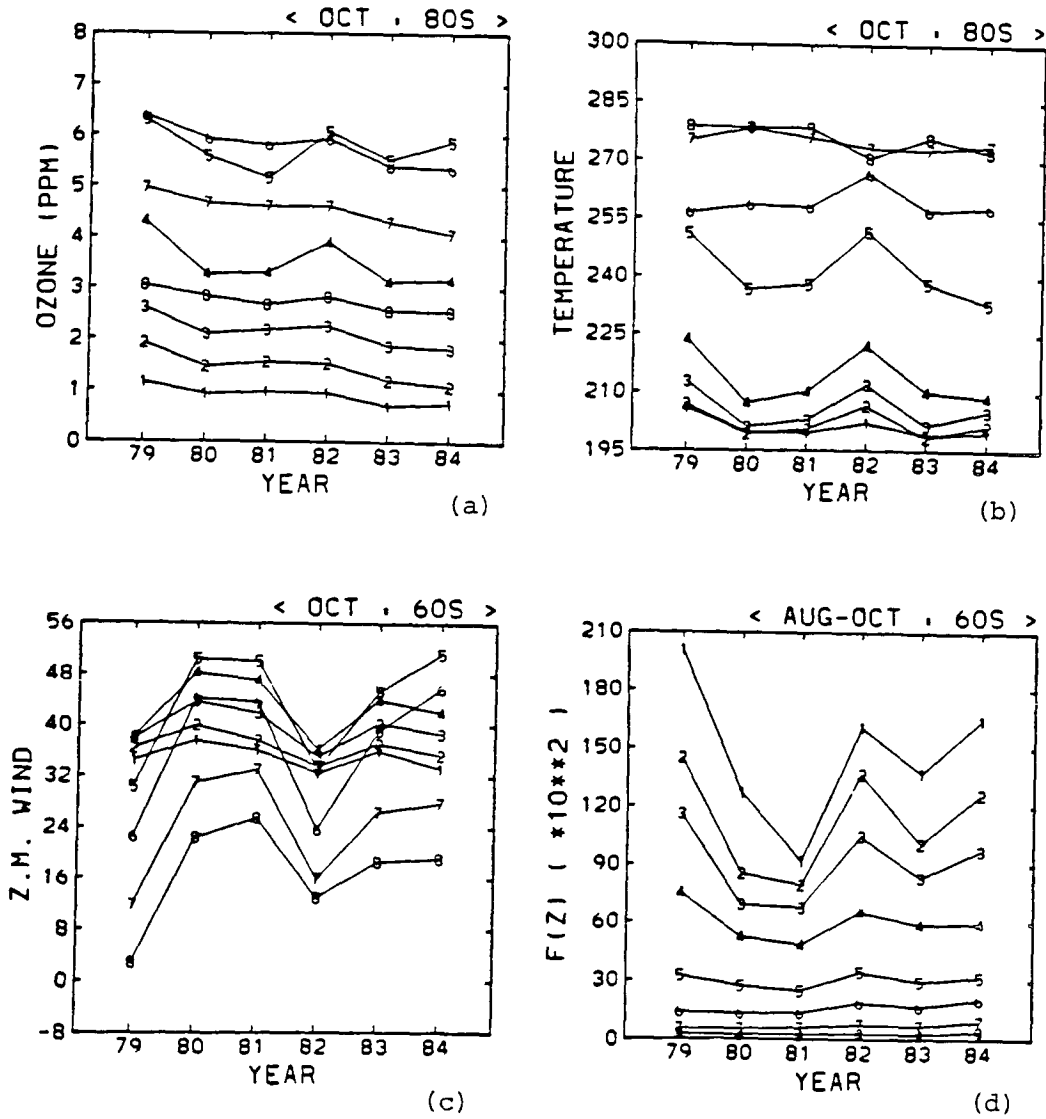 < OCT , 80S >
8
7
6
5
4
3
2
1
0
OZONE (PPM)
79 80 81 82 83 84
YEAR
(a)
< OCT , 80S >
300
285
270
255
240
225
210
195
TEMPERATURE
79 80 81 82 83 84
YEAR
(b)
< OCT , 60S >
56
48
40
32
24
16
8
0
-8
Z.M. WIND
79 80 81 82 83 84
YEAR
(c)
< AUG-OCT , 60S >
210
180
150
120
90
60
30
0
F(Z) ( *10**2 )
79 80 81 82 83 84
YEAR
(d)